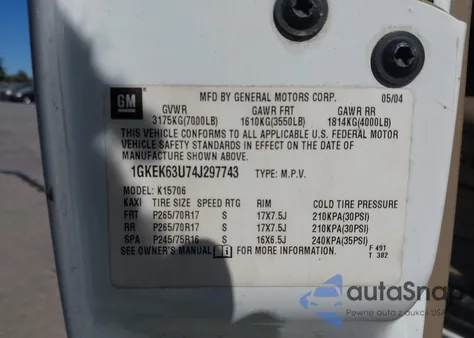 GM
MFD BY GENERAL MOTORS CORP. 05/04
GVWR GAWR FRT GAWR RR
3175KG(7000LB) 1610KG(3550LB) 1814KG(4000LB)
THIS VEHICLE CONFORMS TO ALL APPLICABLE U.S. FEDERAL MOTOR
VEHICLE SAFETY STANDARDS IN EFFECT ON THE DATE OF
MANUFACTURE SHOWN ABOVE.
1GKEK63U74J297743 TYPE: M.P.V.
MODEL: K15706
KAXI TIRE SIZE SPEED RTG RIM COLD TIRE PRESSURE
FRT P265/70R17 S 17X7.5J 210KPA(30PSI)
RR P265/70R17 S 17X7.5J 210KPA(30PSI)
SPA P245/75R16 S 16X6.5J 240KPA(35PSI)
SEE OWNER'S MANUAL i FOR MORE INFORMATION.
F 491
T 382
autoSnap
Pewne auta z aukcji USA